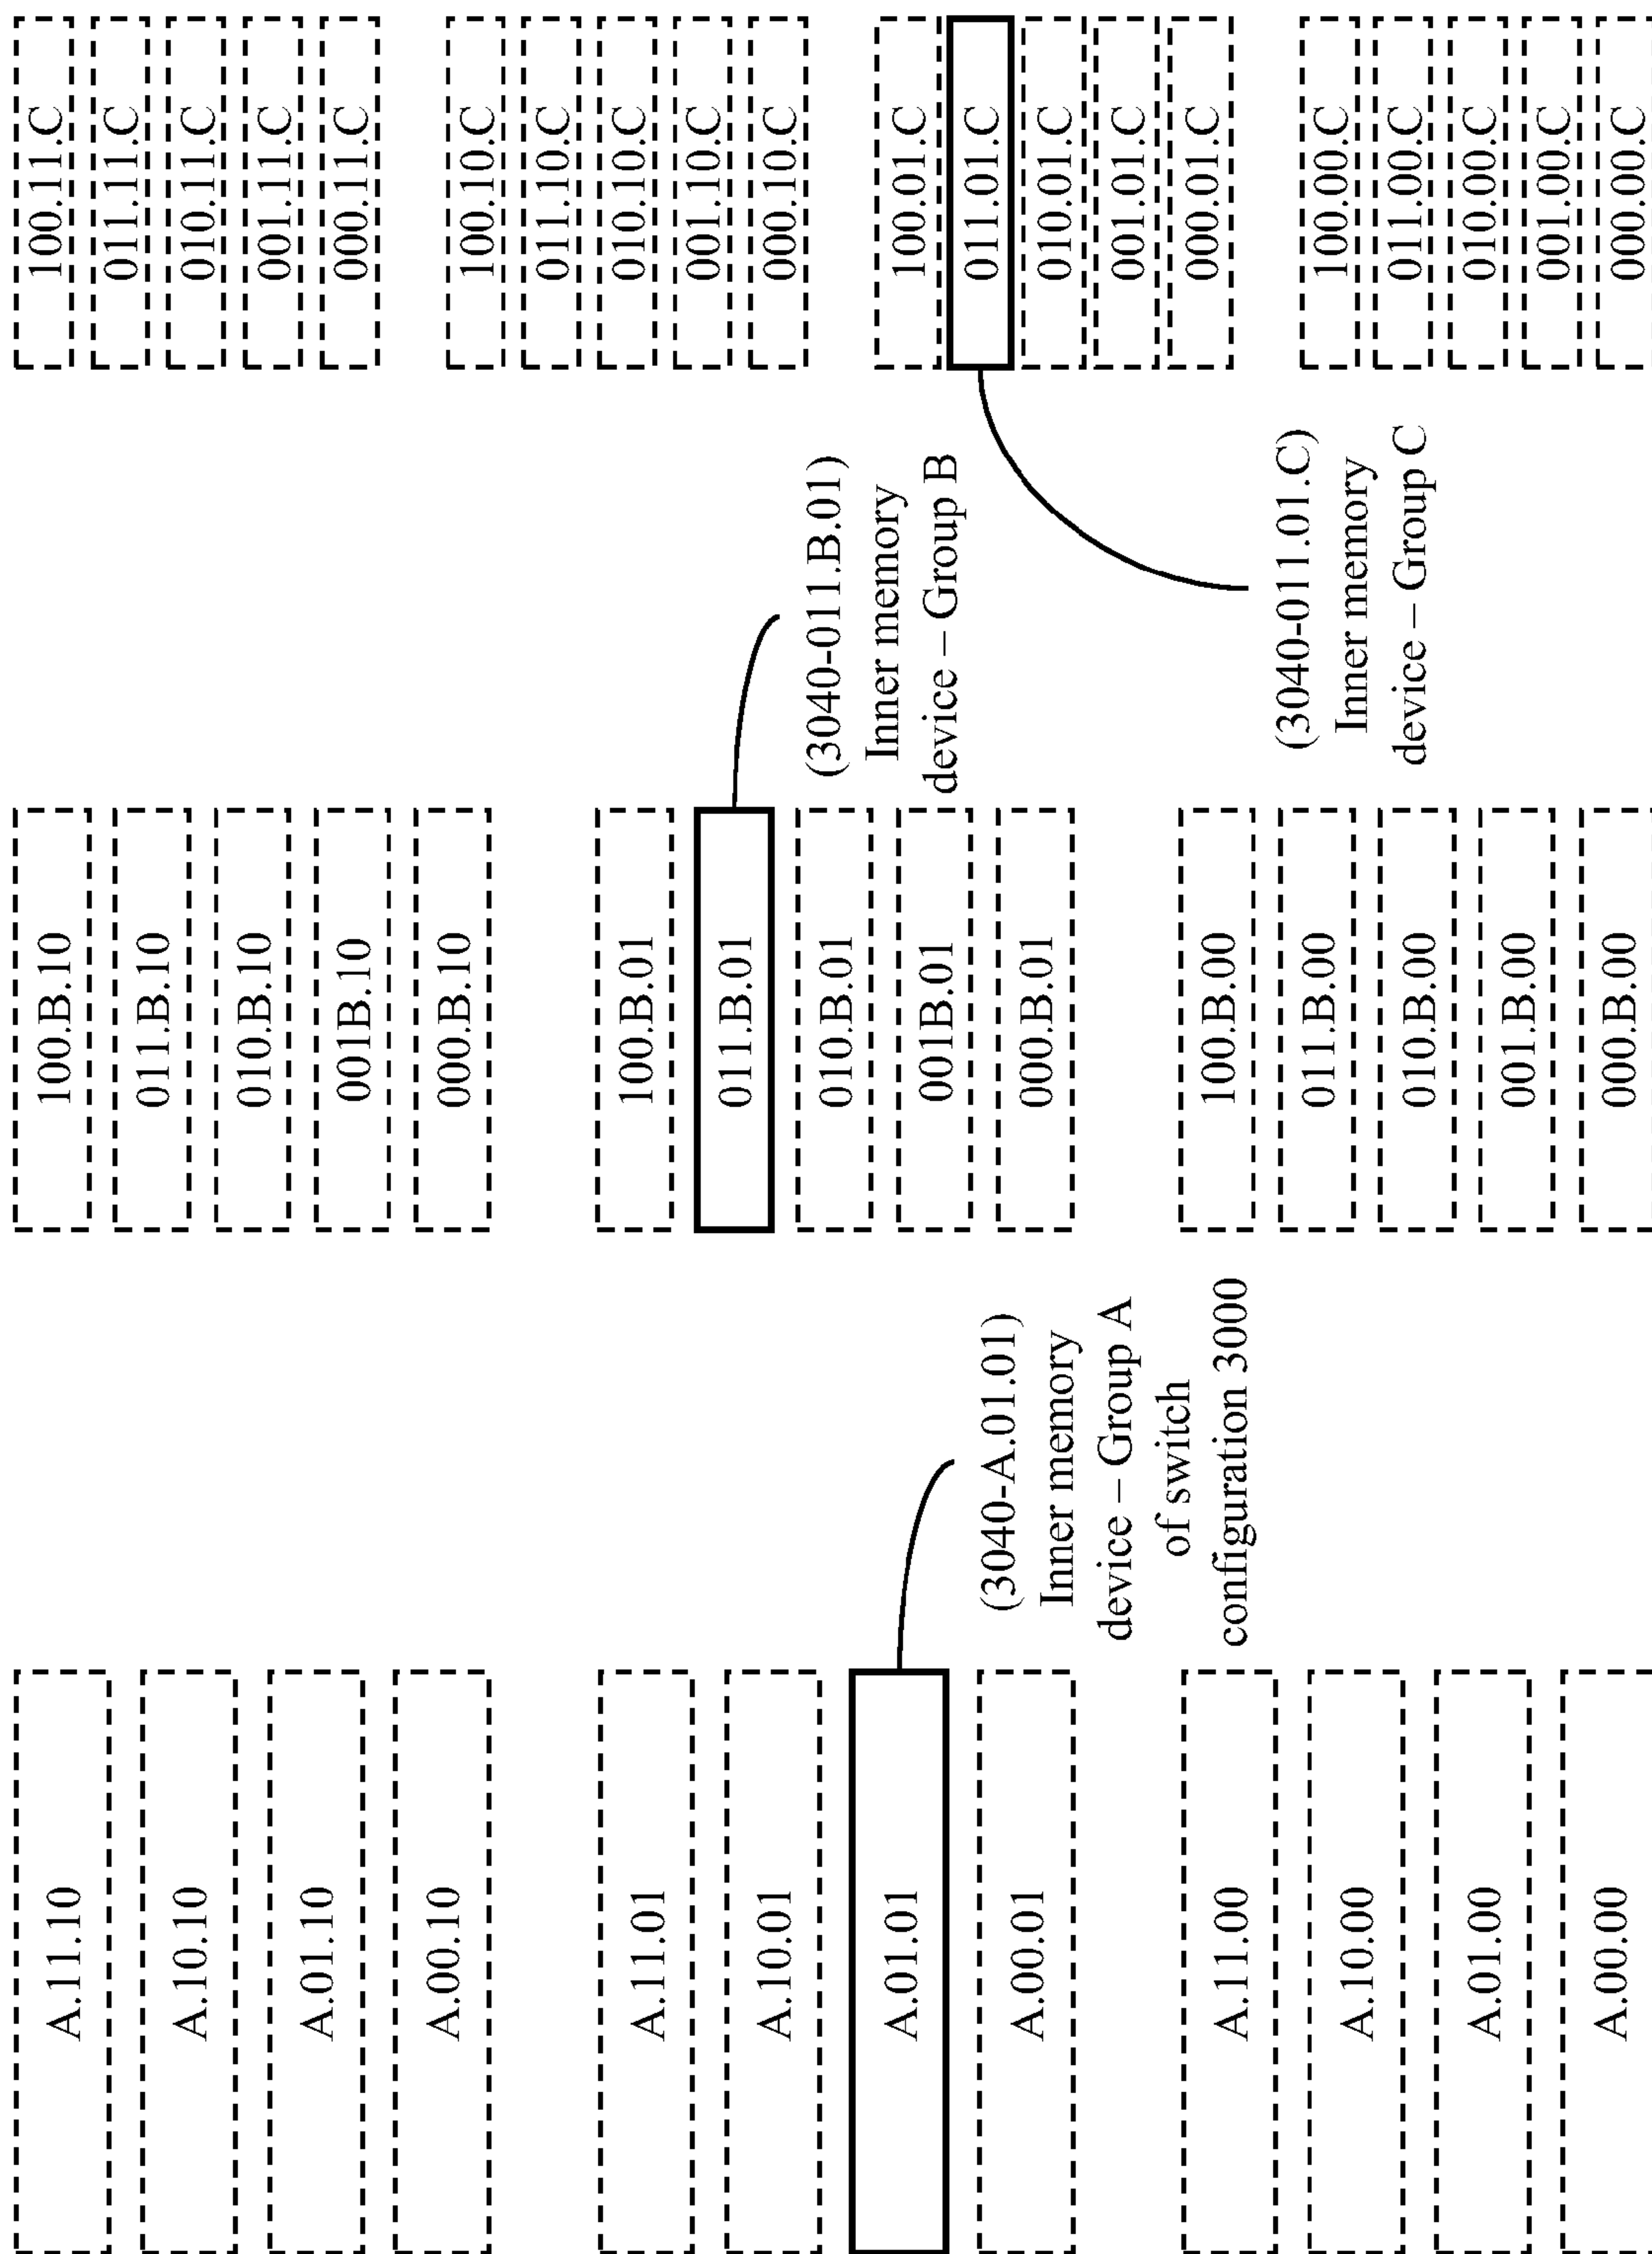 A.11.10
A.10.10
A.01.10
A.00.10
A.11.01
A.10.01
A.01.01
A.00.01
A.11.00
A.10.00
A.01.00
A.00.00
(3040-A.01.01)
Inner memory
device – Group A
of switch
configuration 3000
100.B.10
011.B.10
010.B.10
001B.10
000.B.10
100.B.01
011.B.01
010.B.01
001B.01
000.B.01
100.B.00
011.B.00
010.B.00
001.B.00
000.B.00
(3040-011.B.01)
Inner memory
device – Group B
(3040-011.01.C)
Inner memory
device – Group C
100.11.C
011.11.C
010.11.C
001.11.C
000.11.C
100.10.C
011.10.C
010.10.C
001.10.C
000.10.C
100.01.C
011.01.C
010.01.C
001.01.C
000.01.C
100.00.C
011.00.C
010.00.C
001.00.C
000.00.C